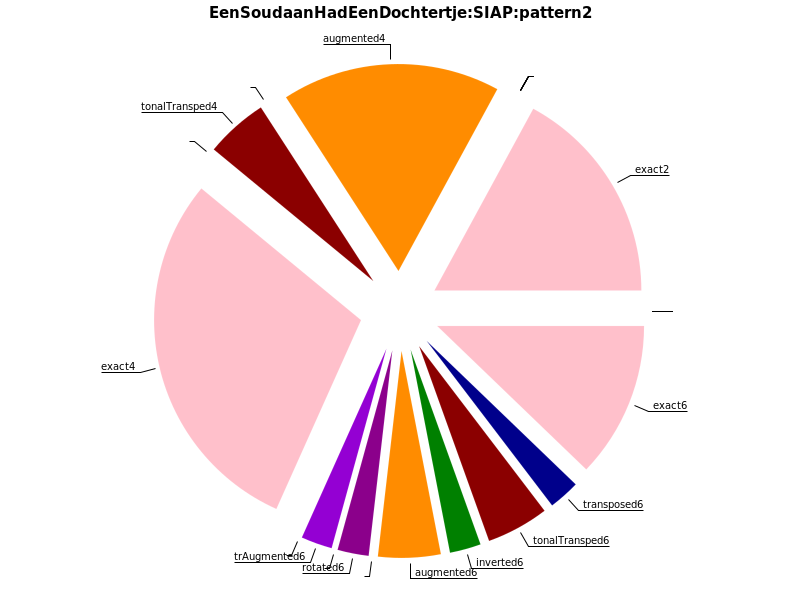 EenSoudaanHadEenDochtertje:SIAP:pattern2
augmented4
tonalTransped4
exact2
exact4
exact6
transposed6
tonalTransped6
inverted6
augmented6
rotated6
trAugmented6